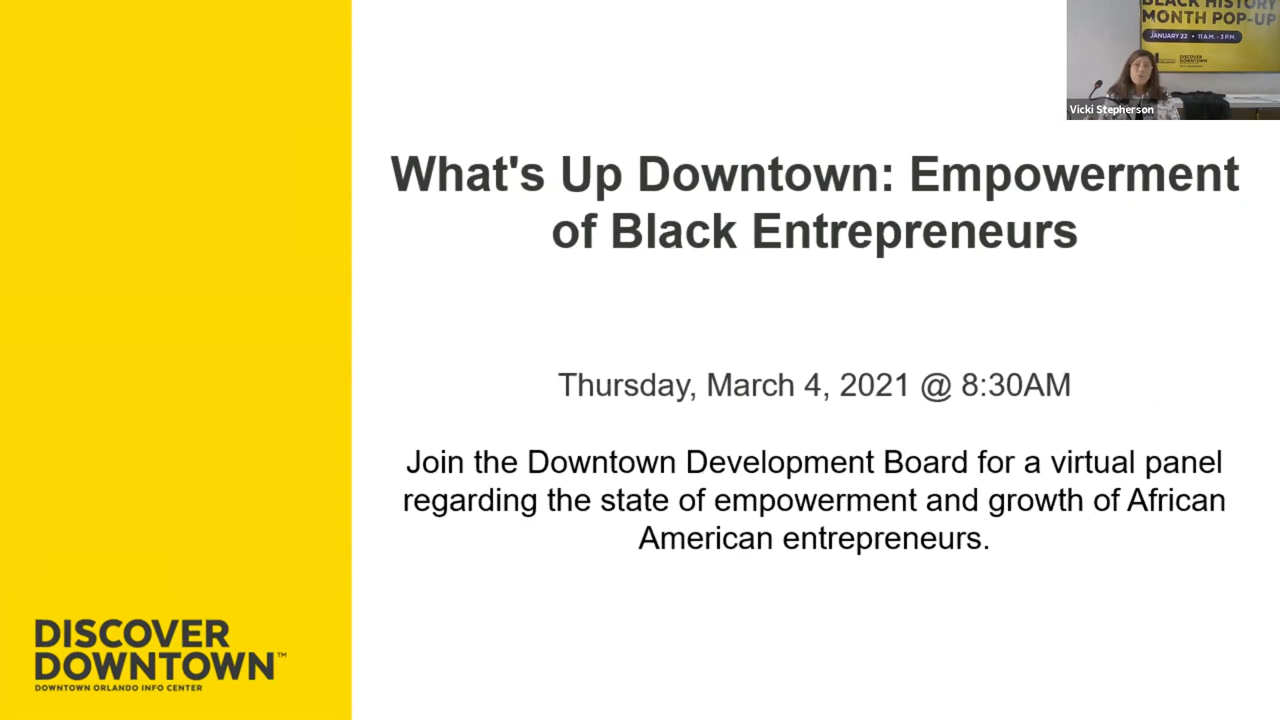 BLACK HISTORY
MONTH POP-UP
JANUARY 22 • 11 A.M. - 3 P.M.
DISCOVER
DOWNTOWN
Vicki Stepherson
What's Up Downtown: Empowerment
of Black Entrepreneurs
Thursday, March 4, 2021 @ 8:30AM
Join the Downtown Development Board for a virtual panel
regarding the state of empowerment and growth of African
American entrepreneurs.
DISCOVER
DOWNTOWN™
DOWNTOWN ORLANDO INFO CENTER